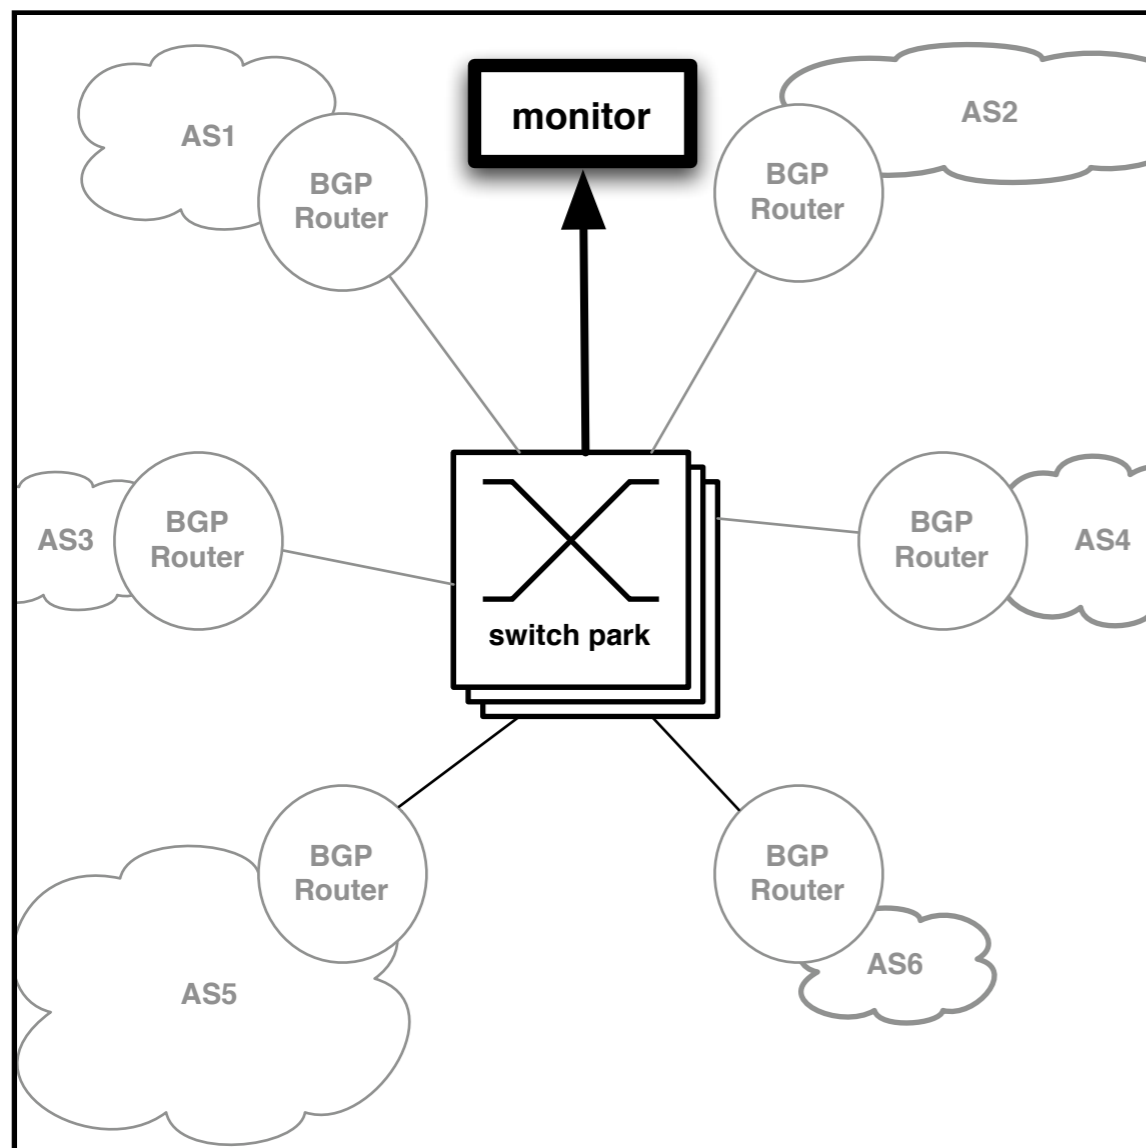 monitor
AS1
BGP
Router
AS2
BGP
Router
AS3
BGP
Router
BGP
Router
AS4
switch park
BGP
Router
AS5
BGP
Router
AS6